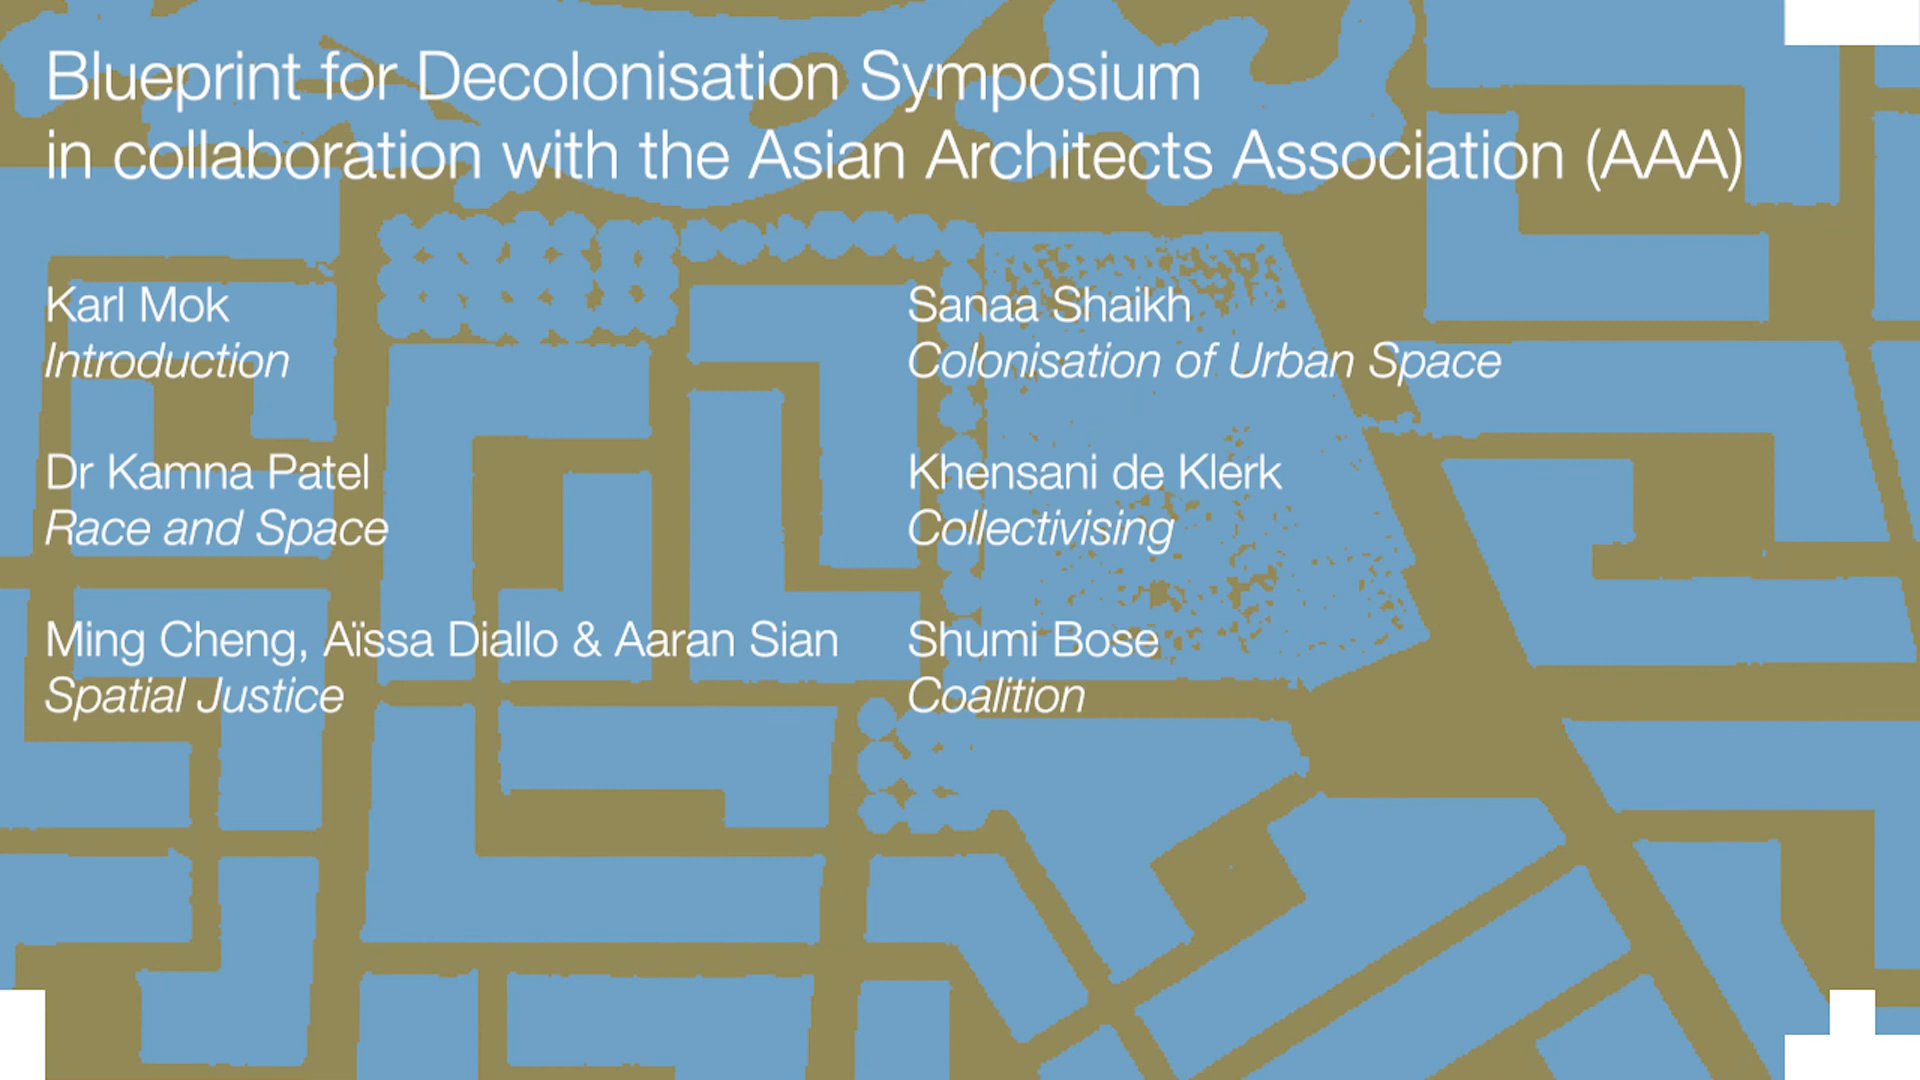 Blueprint for Decolonisation Symposium
in collaboration with the Asian Architects Association (AAA)
Karl Mok
Introduction
Dr Kamna Patel
Race and Space
Ming Cheng, Aïssa Diallo & Aaran Sian
Spatial Justice
Sanaa Shaikh
Colonisation of Urban Space
Khensani de Klerk
Collectivising
Shumi Bose
Coalition